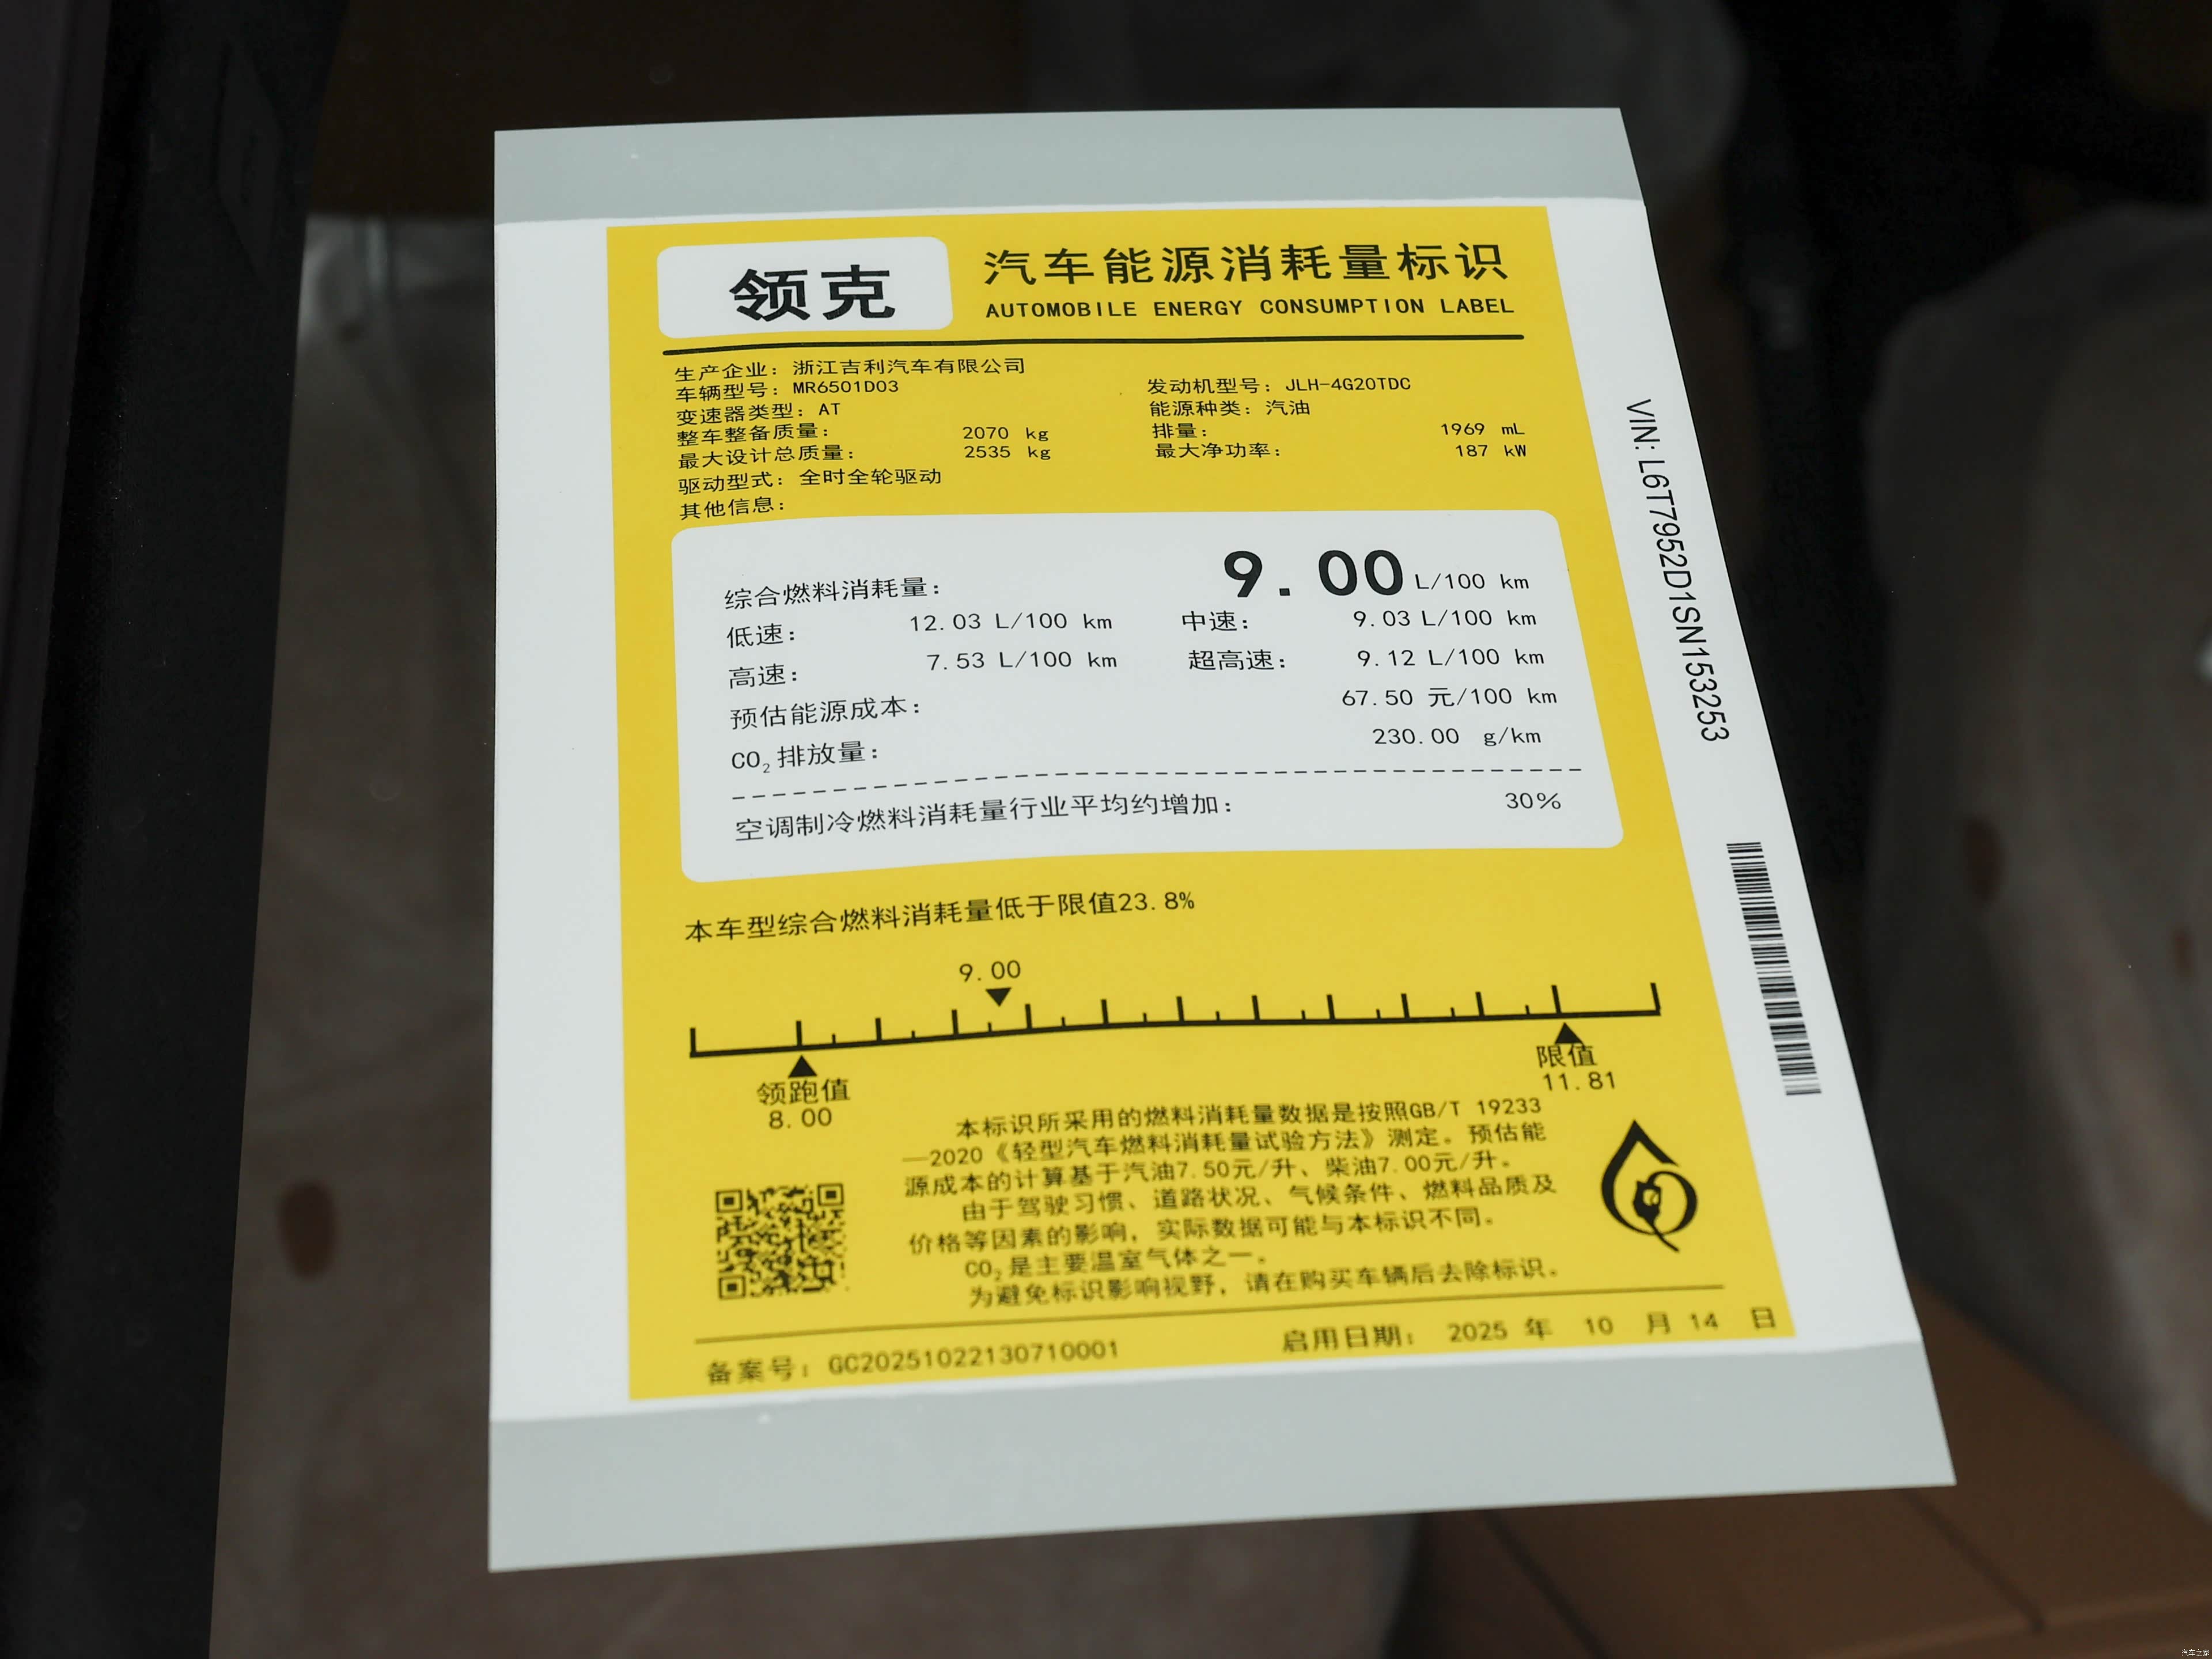 领克
汽车能源消耗量标识
AUTOMOBILE ENERGY CONSUMPTION LABEL
生产企业：浙江吉利汽车有限公司
车辆型号：MR6501D03 发动机型号：JLH-4G20TDC
变速器类型：AT 能源种类：汽油
整车整备质量： 2070 kg 排量： 1969 mL
最大设计总质量： 2535 kg 最大净功率： 187 kW
驱动型式：全时全轮驱动
其他信息：
综合燃料消耗量： 9.00 L/100 km
低速： 12.03 L/100 km 中速： 9.03 L/100 km
高速： 7.53 L/100 km 超高速： 9.12 L/100 km
预估能源成本： 67.50 元/100 km
CO₂排放量： 230.00 g/km
空调制冷燃料消耗量行业平均约增加： 30%
本车型综合燃料消耗量低于限值23.8%
9.00
领跑值
8.00
限值
11.81
本标识所采用的燃料消耗量数据是按照GB/T 19233
—2020《轻型汽车燃料消耗量试验方法》测定。预估能
源成本的计算基于汽油7.50元/升、柴油7.00元/升。
由于驾驶习惯、道路状况、气候条件、燃料品质及
价格等因素的影响，实际数据可能与本标识不同。
CO₂是主要温室气体之一。
为避免标识影响视野，请在购买车辆后去除标识。
备案号：GC20251022130710001 启用日期： 2025 年 10 月 14 日
VIN: L6T7952D1SN153253
汽车之家